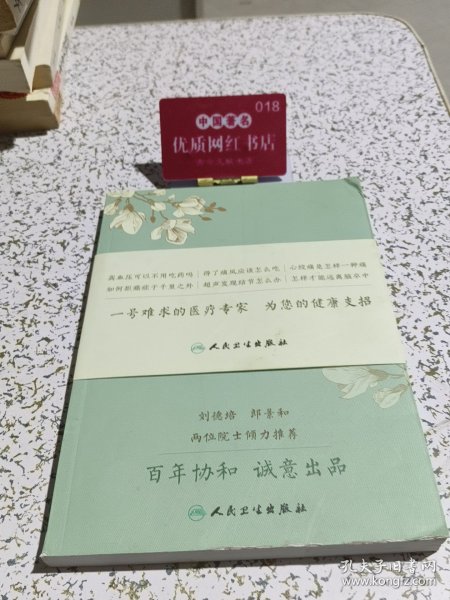 018
中国著名
优质网红书店
高血压可以不用吃药吗 得了痛风应该怎么吃 心绞痛是怎样一种痛
如何拒癌症于千里之外 超声发现结节怎么办 怎样才能远离脑卒中
一号难求的医疗专家 为您的健康支招
人民卫生出版社
刘德培 郎景和
两位院士倾力推荐
百年协和 诚意出品
人民卫生出版社
孔夫子旧书网
www.kongfz.com